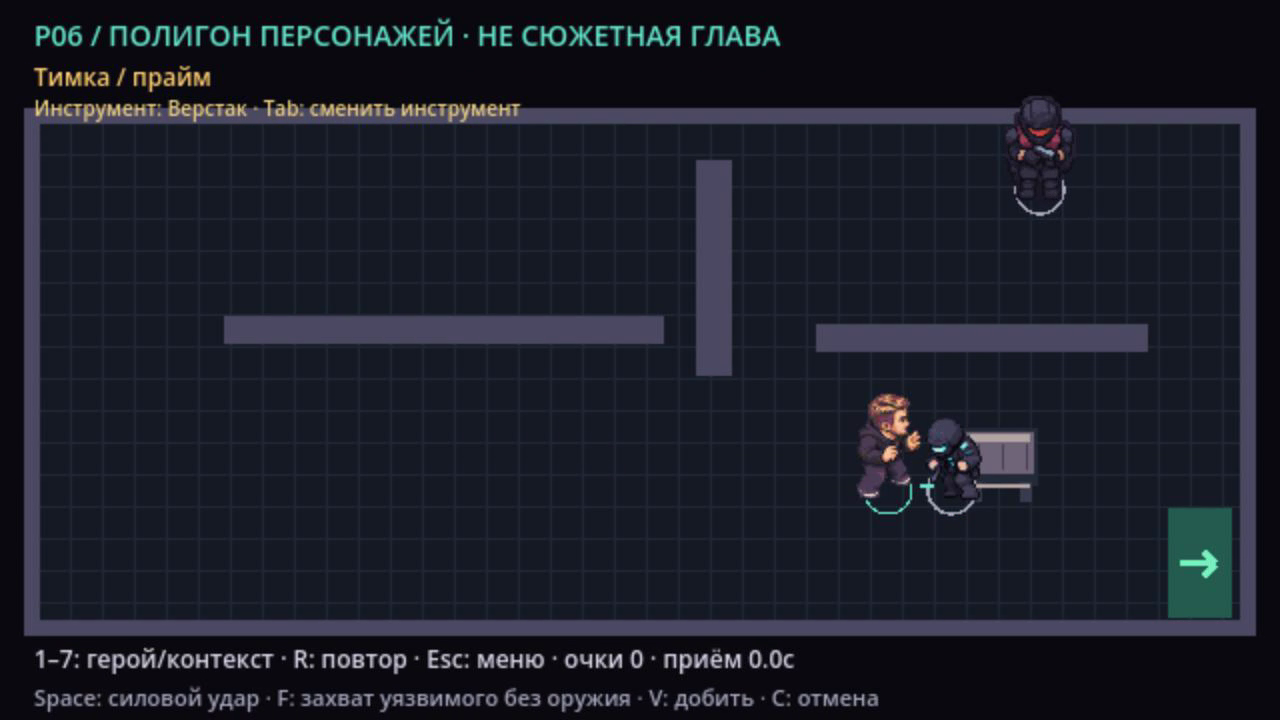 P06 / ПОЛИГОН ПЕРСОНАЖЕЙ · НЕ СЮЖЕТНАЯ ГЛАВА
Тимка / прайм
Инструмент: Верстак · Tab: сменить инструмент
→
1–7: герой/контекст · R: повтор · Esc: меню · очки 0 · приём 0.0с
Space: силовой удар · F: захват уязвимого без оружия · V: добить · C: отмена